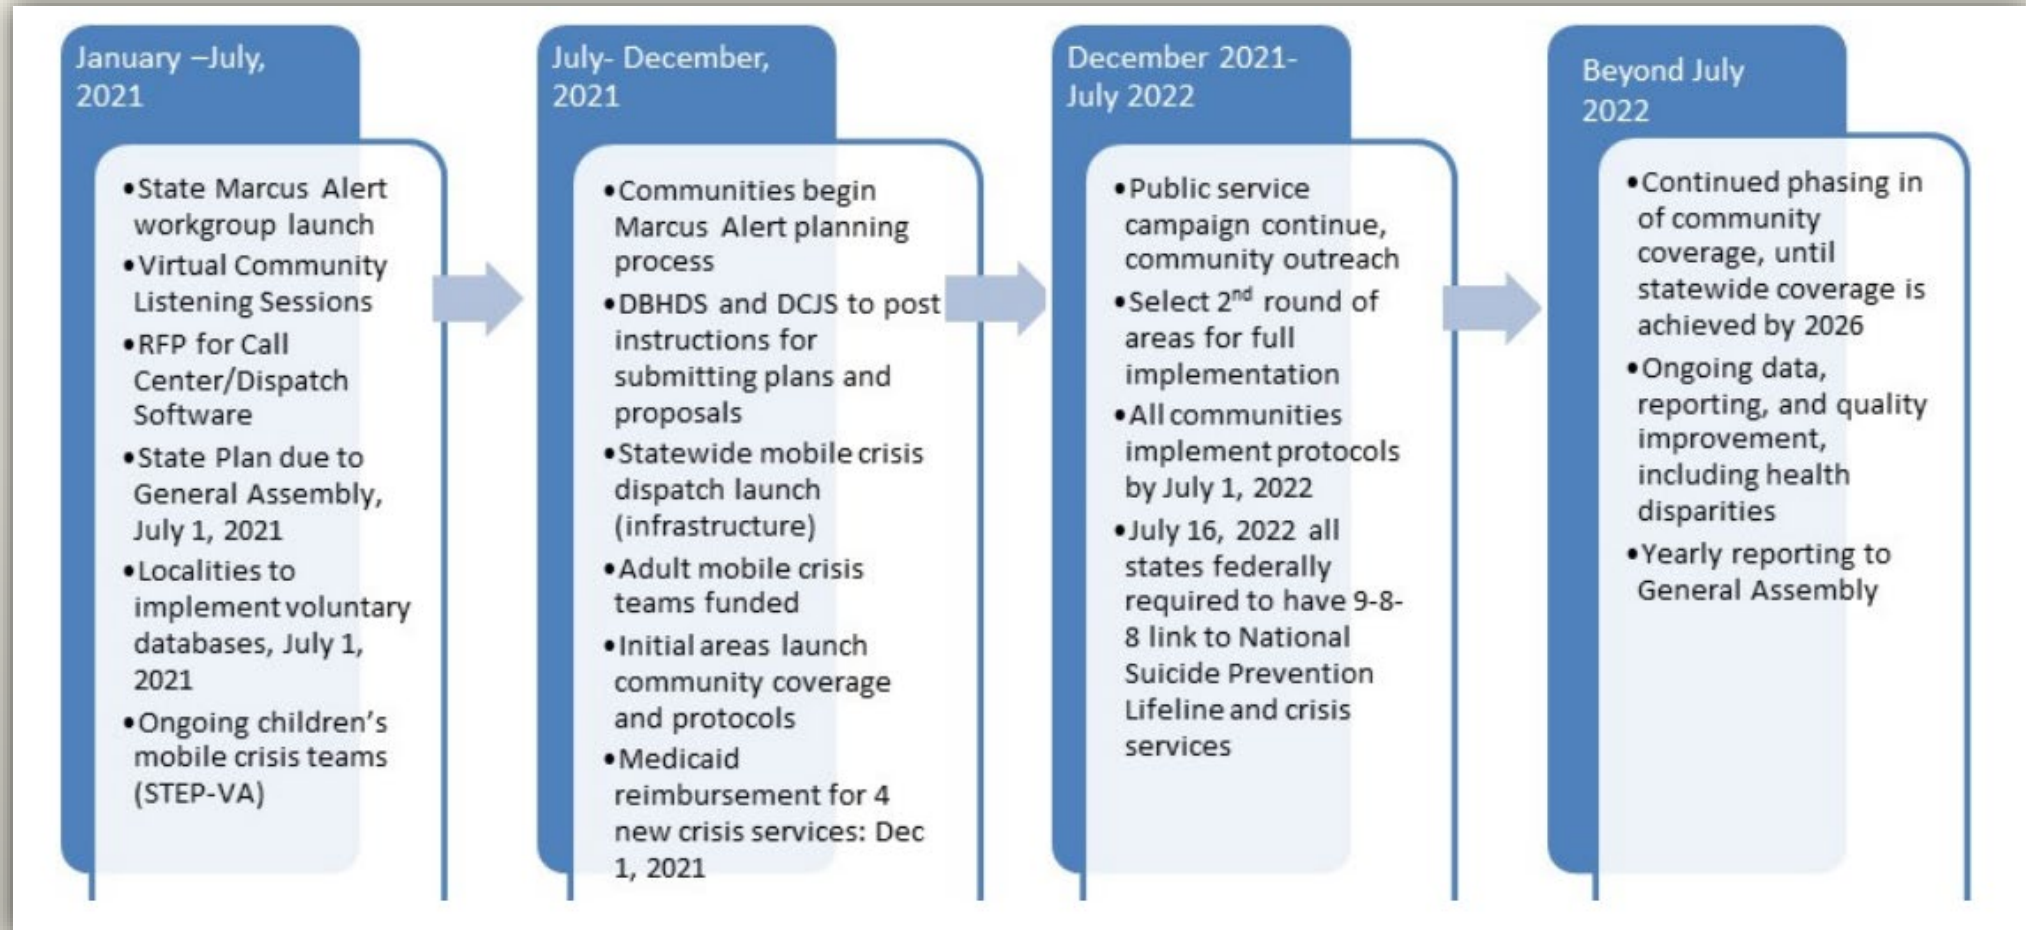 January –July,
2021
•State Marcus Alert
workgroup launch
•Virtual Community
Listening Sessions
•RFP for Call
Center/Dispatch
Software
•State Plan due to
General Assembly,
July 1, 2021
•Localities to
implement voluntary
databases, July 1,
2021
•Ongoing children's
mobile crisis teams
(STEP-VA)
July- December,
2021
•Communities begin
Marcus Alert planning
process
•DBHDS and DCJS to post
instructions for
submitting plans and
proposals
•Statewide mobile crisis
dispatch launch
(infrastructure)
•Adult mobile crisis
teams funded
•Initial areas launch
community coverage
and protocols
•Medicaid
reimbursement for 4
new crisis services: Dec
1, 2021
December 2021-
July 2022
•Public service
campaign continue,
community outreach
•Select 2nd round of
areas for full
implementation
•All communities
implement protocols
by July 1, 2022
•July 16, 2022 all
states federally
required to have 9-8-
8 link to National
Suicide Prevention
Lifeline and crisis
services
Beyond July
2022
•Continued phasing in
of community
coverage, until
statewide coverage is
achieved by 2026
•Ongoing data,
reporting, and quality
improvement,
including health
disparities
•Yearly reporting to
General Assembly